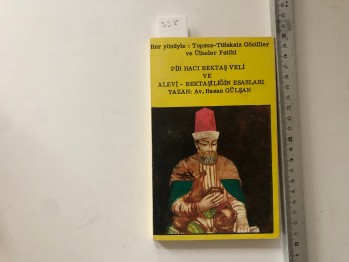 Her yönüyle : Topsuz-Tüfeksiz Gönüller
ve Ülkeler Fatihi
PİR HACI BEKTAŞ VELİ
VE
ALEVİ - BEKTAŞİLİĞİN ESASLARI
YAZAN: Av. Hasan GÜLŞAN